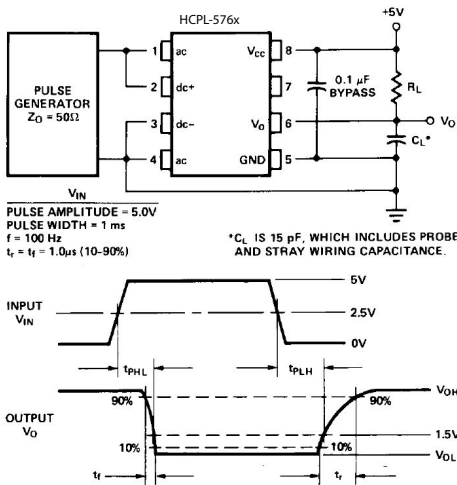 HCPL-576x
+5V
PULSE
GENERATOR
Z₀ = 50Ω
1 ac
2 dc+
3 dc–
4 ac
VCC 8
7
VO 6
GND 5
0.1 μF
BYPASS
RL
VO
CL*
VIN
PULSE AMPLITUDE = 5.0V
PULSE WIDTH = 1 ms
f = 100 Hz
tr = tf = 1.0μs (10–90%)
*CL IS 15 pF, WHICH INCLUDES PROBE
AND STRAY WIRING CAPACITANCE.
INPUT
VIN
5V
2.5V
0V
tPHL
tPLH
OUTPUT
VO
90%
90%
VOH
1.5V
10%
10%
VOL
tf
tr